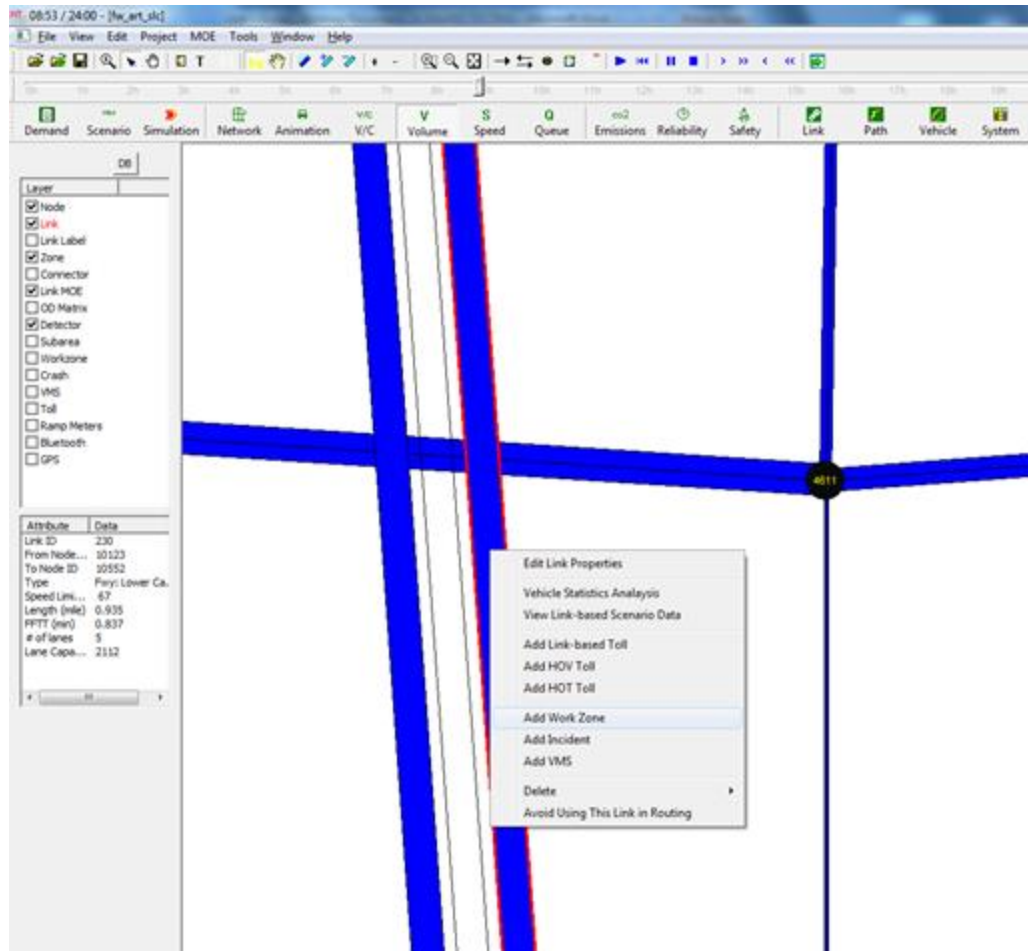 08:53 / 24:00 - [fw_art_slc]
File View Edit Project MOE Tools Window Help
T
Demand Scenario Simulation Network Animation V/C Volume Speed Queue Emissions Reliability Safety Link Path Vehicle System
DB
Layer
Node
Link
Link Label
Zone
Connector
Link MOE
OD Matrix
Detector
Subarea
Workzone
Crash
VMS
Toll
Ramp Meters
Bluetooth
GPS
Attribute Data
Link ID 230
From Node... 10123
To Node ID 10552
Type Fwy: Lower Ca.
Speed Limi... 67
Length (mile) 0.935
FFTT (min) 0.837
# of lanes 5
Lane Capa... 2112
4611
Edit Link Properties
Vehicle Statistics Analaysis
View Link-based Scenario Data
Add Link-based Toll
Add HOV Toll
Add HOT Toll
Add Work Zone
Add Incident
Add VMS
Delete
Avoid Using This Link in Routing